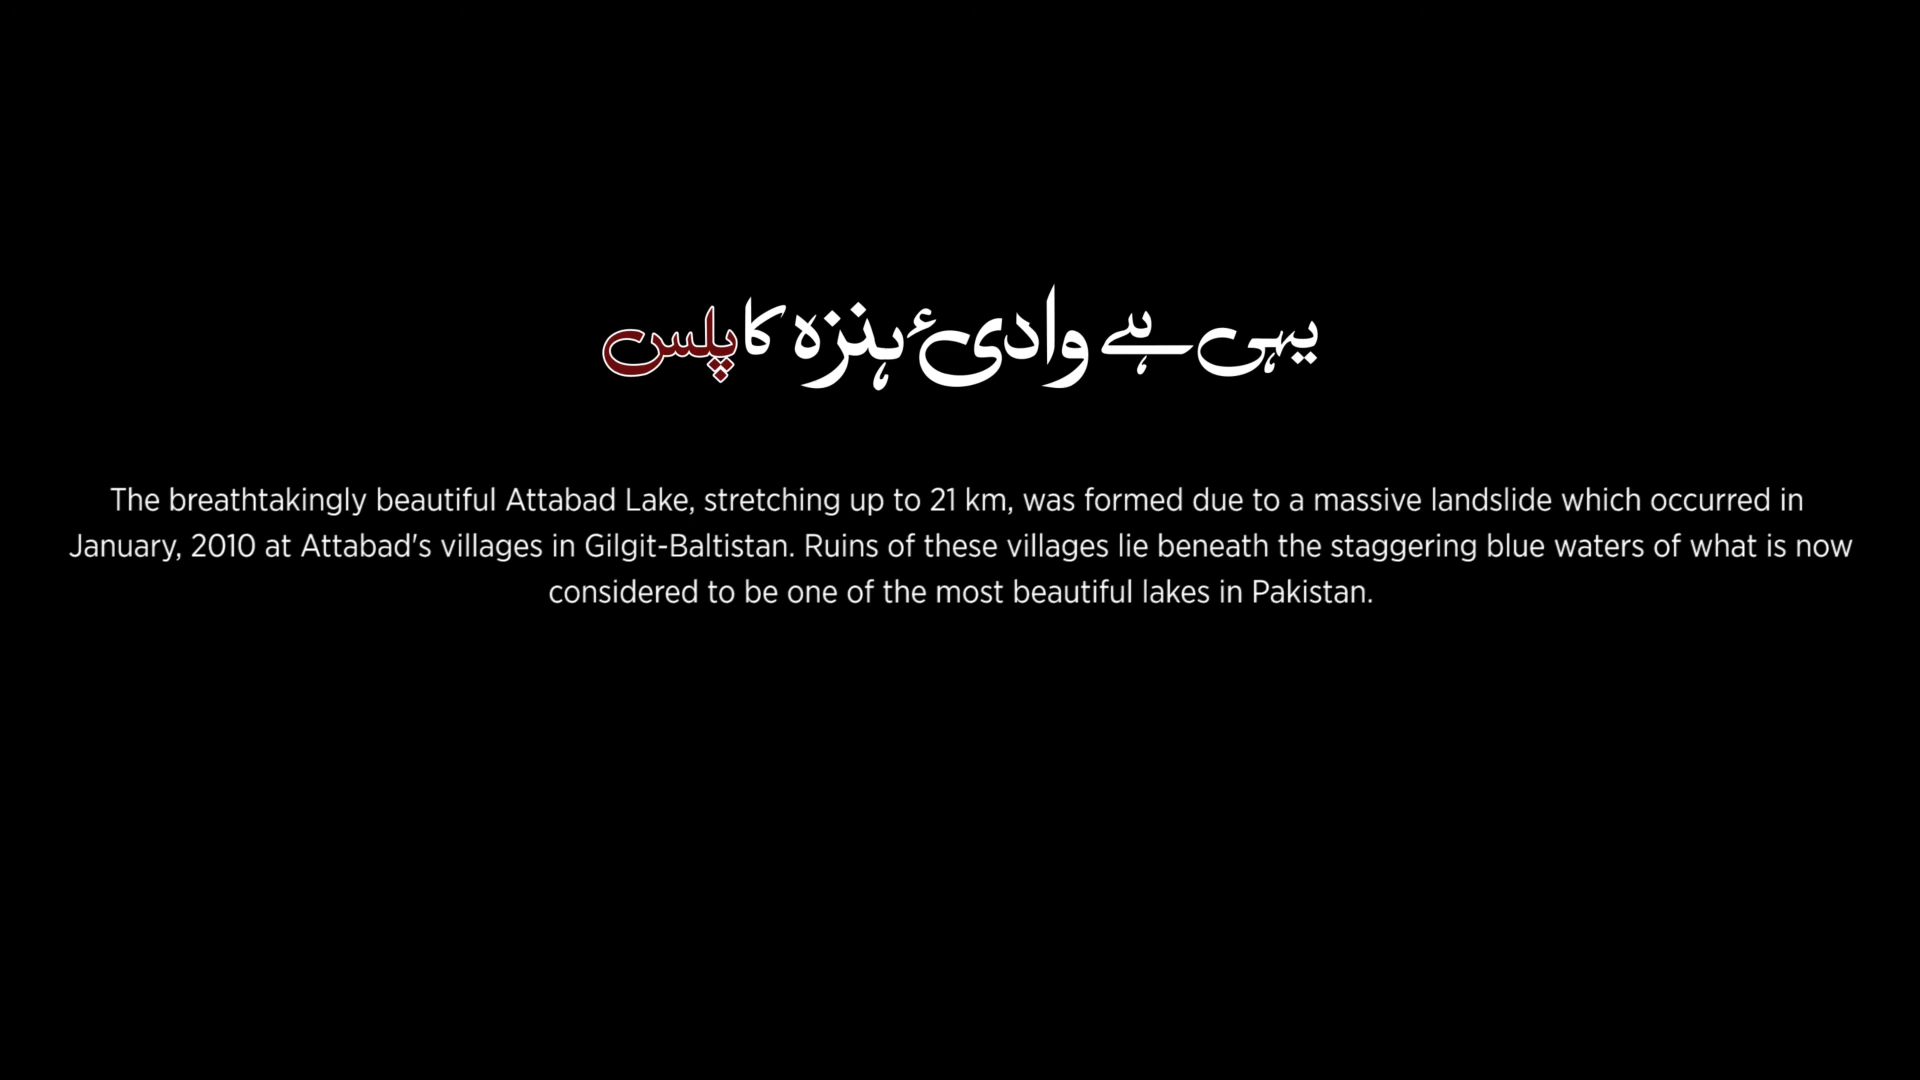 یہی ہے وادیٔ ہنزہ کا پلس
The breathtakingly beautiful Attabad Lake, stretching up to 21 km, was formed due to a massive landslide which occurred in
January, 2010 at Attabad's villages in Gilgit-Baltistan. Ruins of these villages lie beneath the staggering blue waters of what is now
considered to be one of the most beautiful lakes in Pakistan.